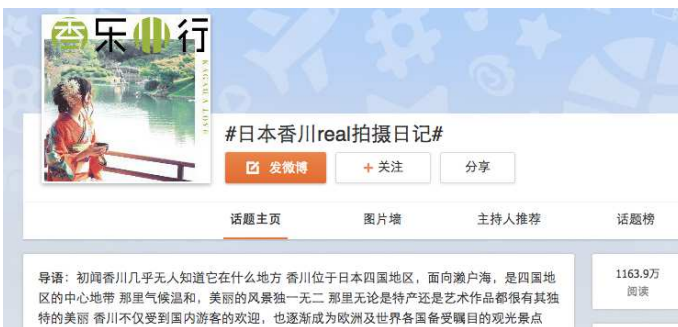 香乐川行
KAGAWA LOVE
#日本香川real拍摄日记#
发微博
+ 关注
分享
话题主页
图片墙
主持人推荐
话题榜
导语：初闻香川几乎无人知道它在什么地方 香川位于日本四国地区，面向濑户海，是四国地
区的中心地带 那里气候温和，美丽的风景独一无二 那里无论是特产还是艺术作品都很有其独
特的美丽 香川不仅受到国内游客的欢迎，也逐渐成为欧洲及世界各国备受瞩目的观光景点
1163.9万
阅读